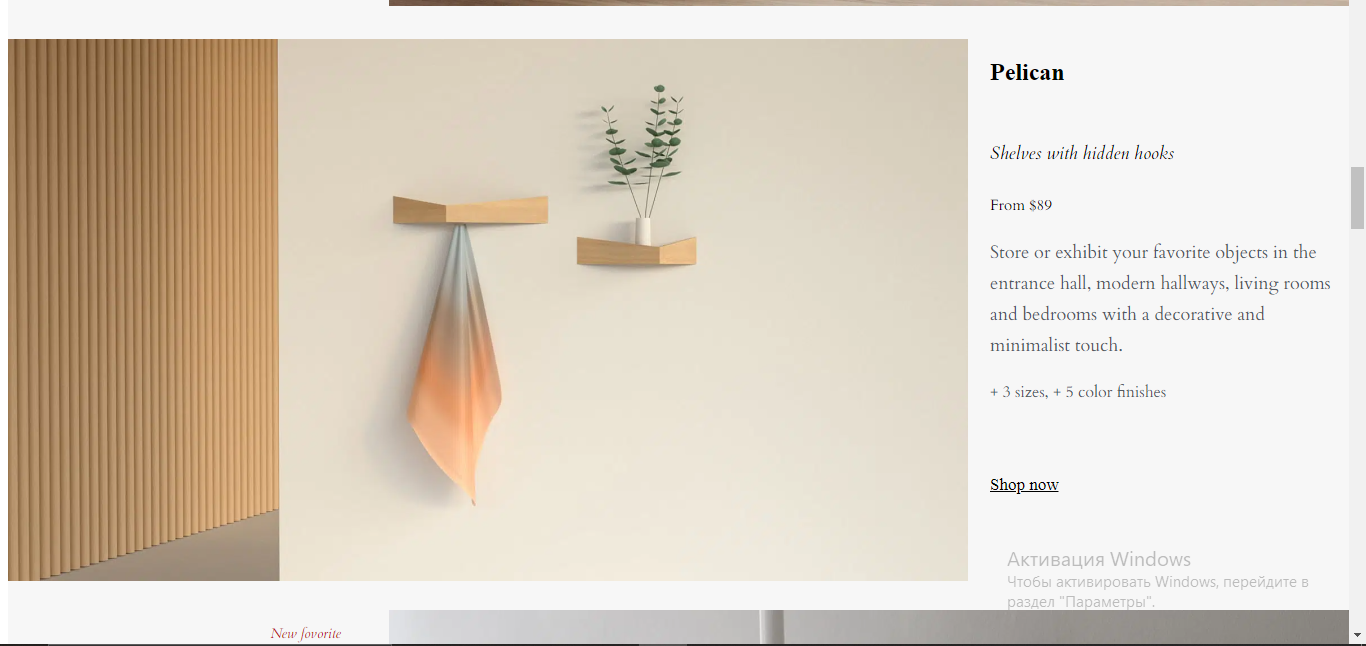 Pelican
Shelves with hidden hooks
From $89
Store or exhibit your favorite objects in the
entrance hall, modern hallways, living rooms
and bedrooms with a decorative and
minimalist touch.
+ 3 sizes, + 5 color finishes
Shop now
Активация Windows
Чтобы активировать Windows, перейдите в
раздел "Параметры".
New favorite